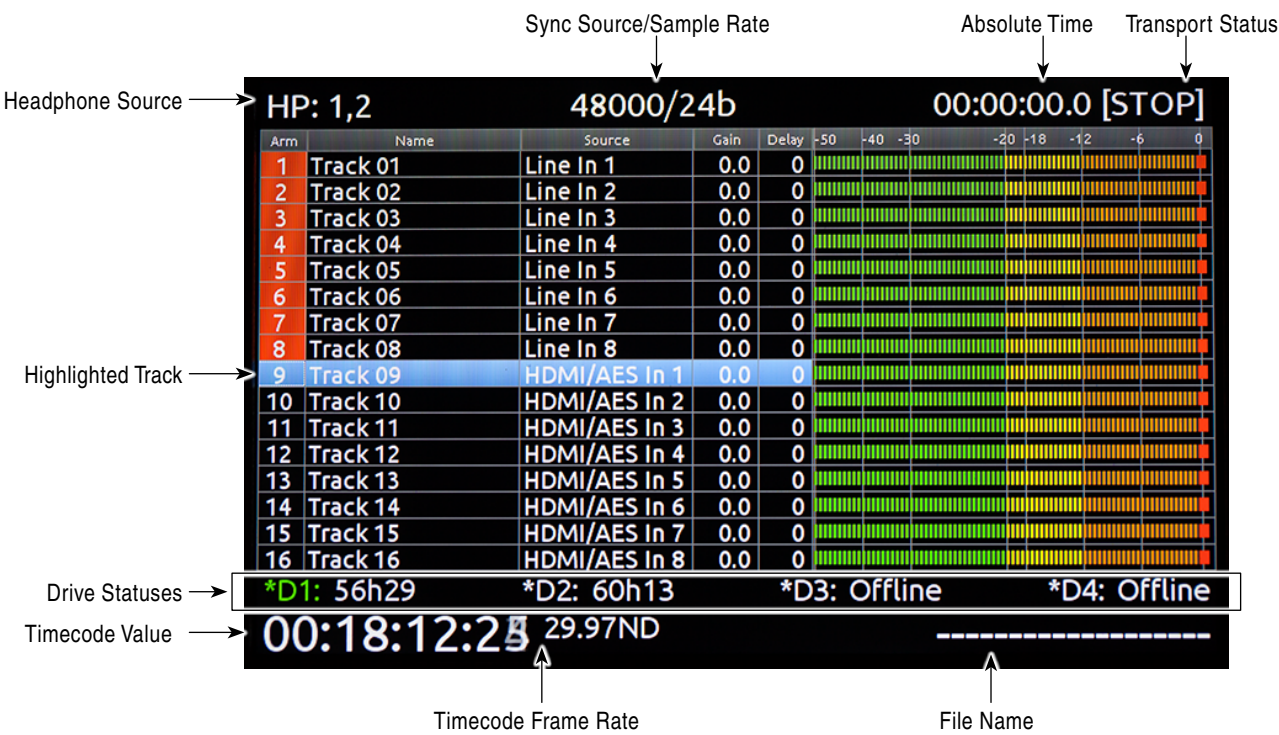 Sync Source/Sample Rate Absolute Time Transport Status
Headphone Source HP: 1,2 48000/24b 00:00:00.0 [STOP]
Arm Name Source Gain Delay -50 -40 -30 -20 -18 -12 -6 0
1 Track 01 Line In 1 0.0 0
2 Track 02 Line In 2 0.0 0
3 Track 03 Line In 3 0.0 0
4 Track 04 Line In 4 0.0 0
5 Track 05 Line In 5 0.0 0
6 Track 06 Line In 6 0.0 0
7 Track 07 Line In 7 0.0 0
8 Track 08 Line In 8 0.0 0
Highlighted Track 9 Track 09 HDMI/AES In 1 0.0 0
10 Track 10 HDMI/AES In 2 0.0 0
11 Track 11 HDMI/AES In 3 0.0 0
12 Track 12 HDMI/AES In 4 0.0 0
13 Track 13 HDMI/AES In 5 0.0 0
14 Track 14 HDMI/AES In 6 0.0 0
15 Track 15 HDMI/AES In 7 0.0 0
16 Track 16 HDMI/AES In 8 0.0 0
Drive Statuses *D1: 56h29 *D2: 60h13 *D3: Offline *D4: Offline
Timecode Value 29.97ND --------------------
Timecode Frame Rate File Name